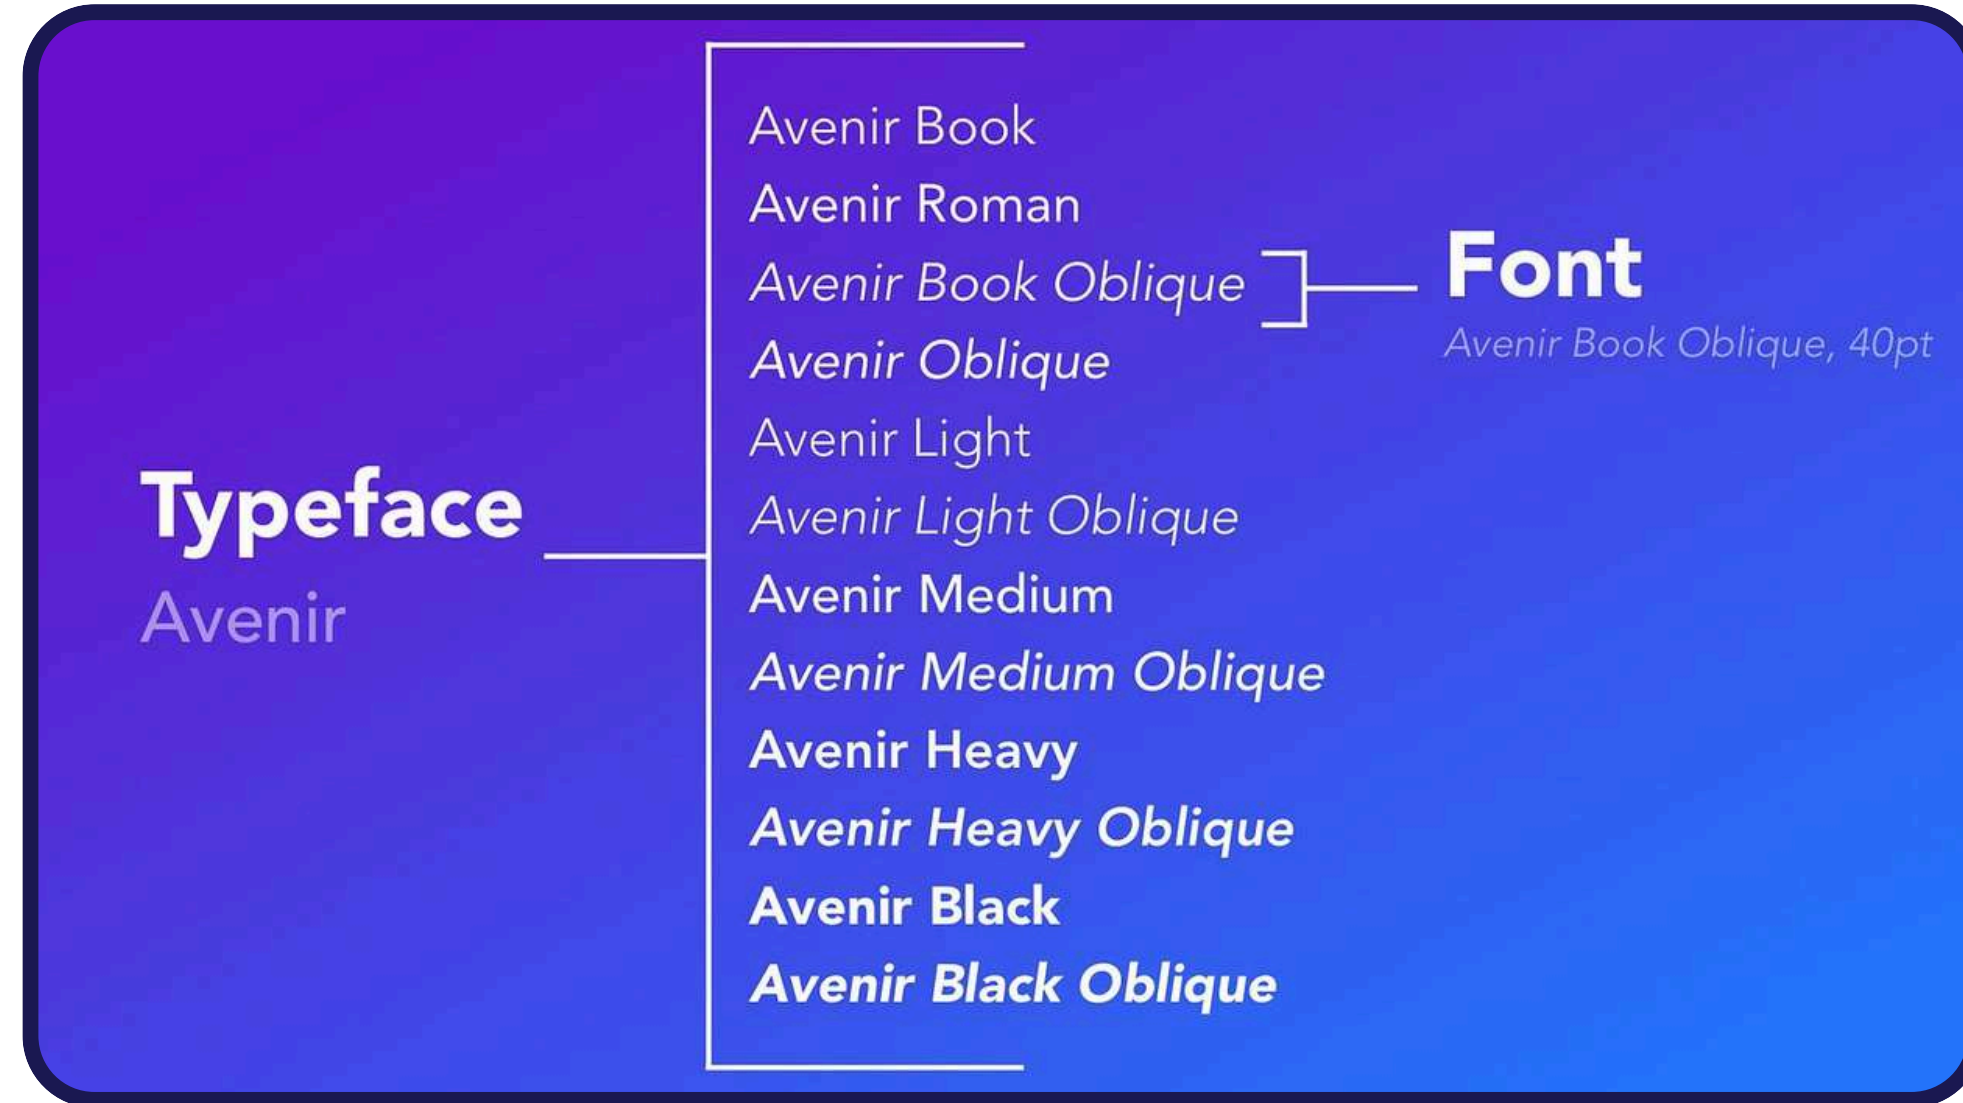 Typeface
Avenir
Avenir Book
Avenir Roman
Avenir Book Oblique
Avenir Oblique
Avenir Light
Avenir Light Oblique
Avenir Medium
Avenir Medium Oblique
Avenir Heavy
Avenir Heavy Oblique
Avenir Black
Avenir Black Oblique
Font
Avenir Book Oblique, 40pt